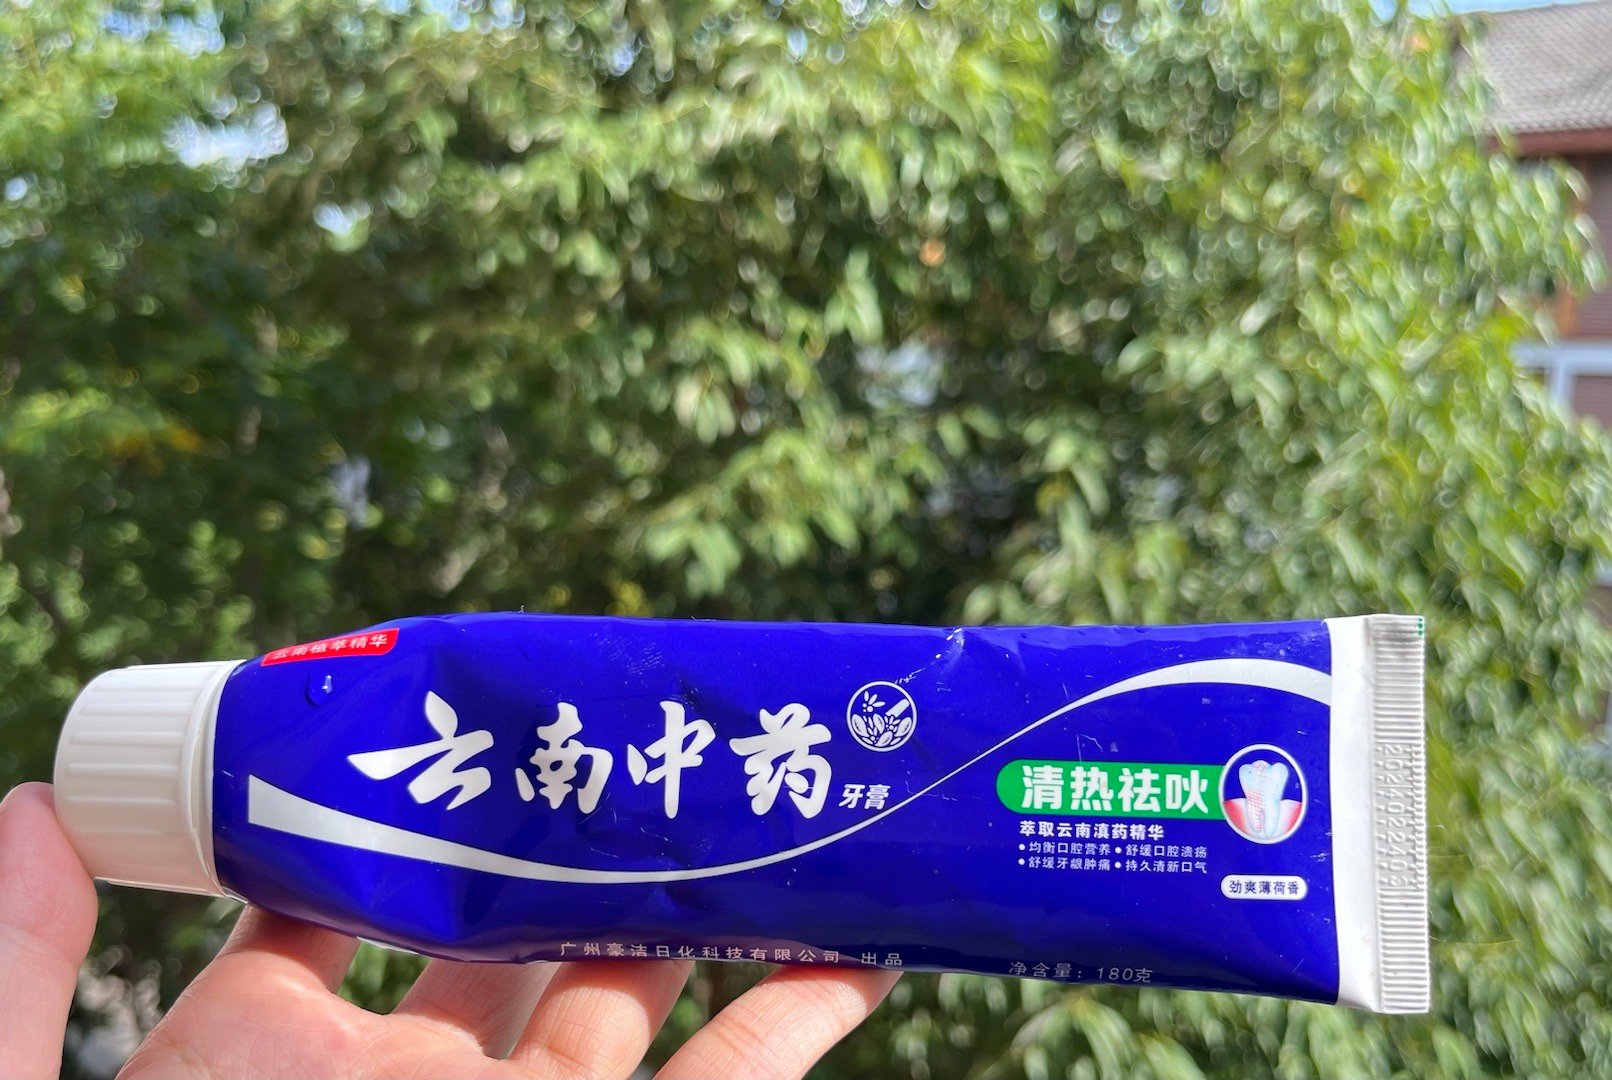 云南植萃精华
云南中药
牙膏
清热祛吙
萃取云南滇药精华
•均衡口腔营养 •舒缓口腔溃疡
•舒缓牙龈肿痛 •持久清新口气
劲爽薄荷香
广州豪洁日化科技有限公司 出品
净含量：180克